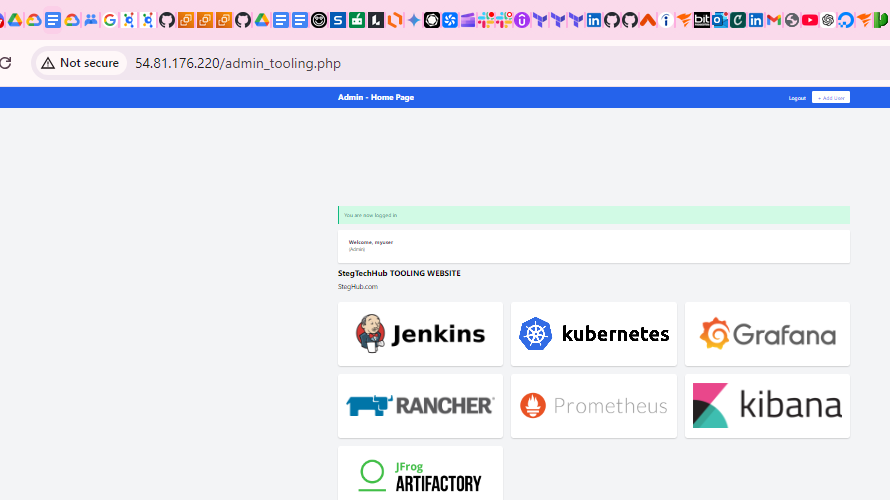 Not secure
54.81.176.220/admin_tooling.php
Admin - Home Page
Logout
+ Add User
You are now logged in
Welcome, myuser
(Admin)
StegTechHub TOOLING WEBSITE
StegHub.com
Jenkins
kubernetes
Grafana
RANCHER
Prometheus
kibana
JFrog
ARTIFACTORY